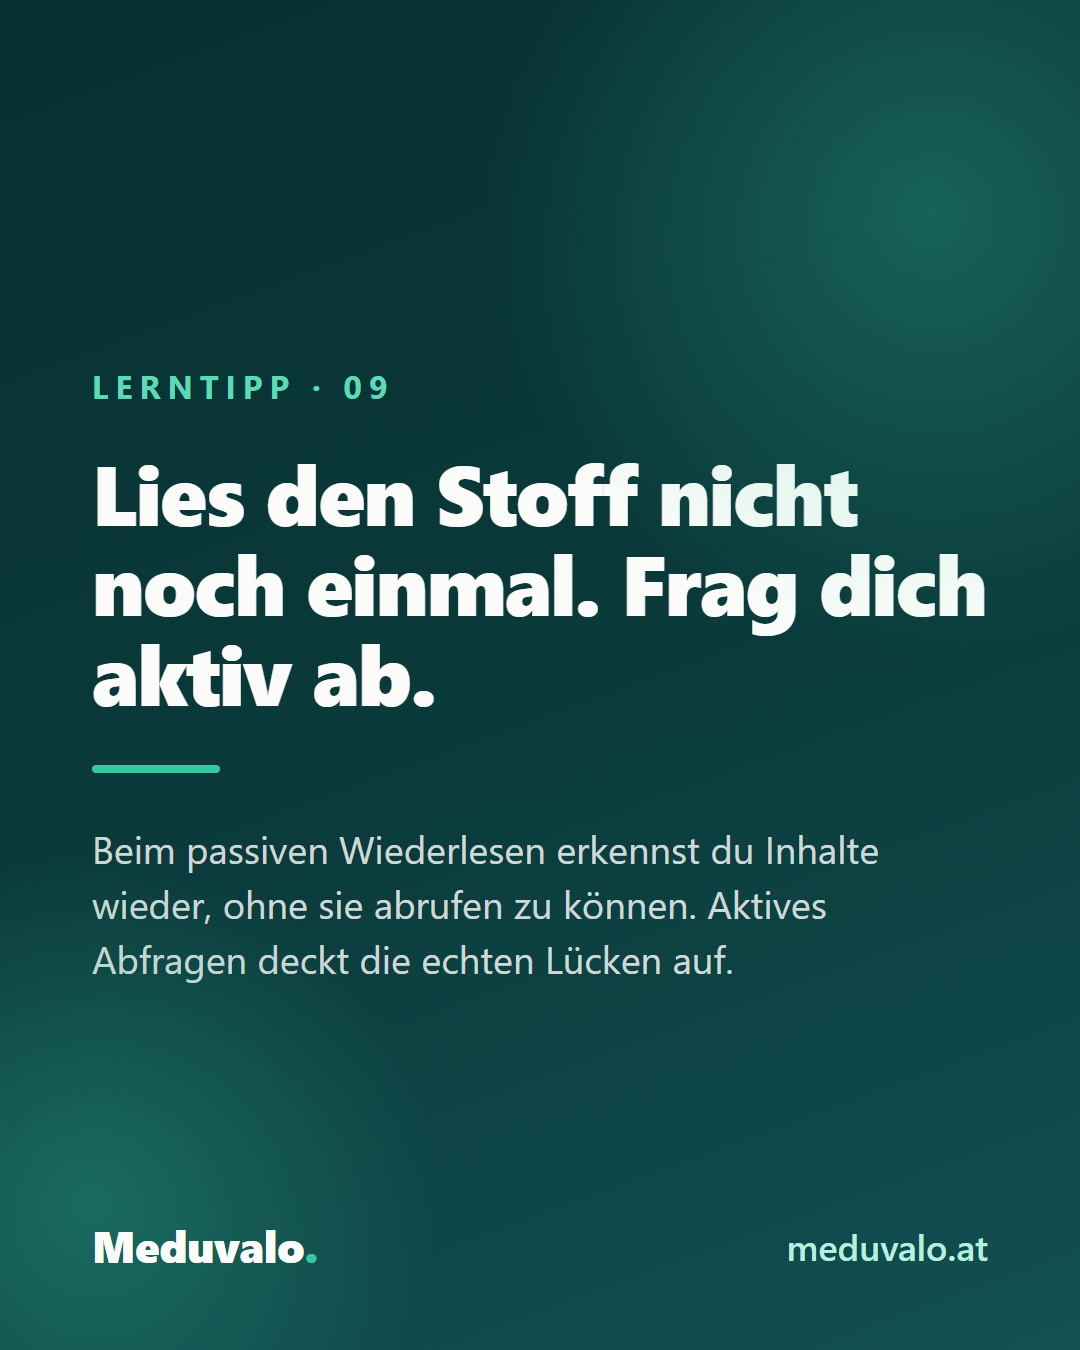 LERNTIPP · 09
Lies den Stoff nicht
noch einmal. Frag dich
aktiv ab.
Beim passiven Wiederlesen erkennst du Inhalte
wieder, ohne sie abrufen zu können. Aktives
Abfragen deckt die echten Lücken auf.
Meduvalo.
meduvalo.at